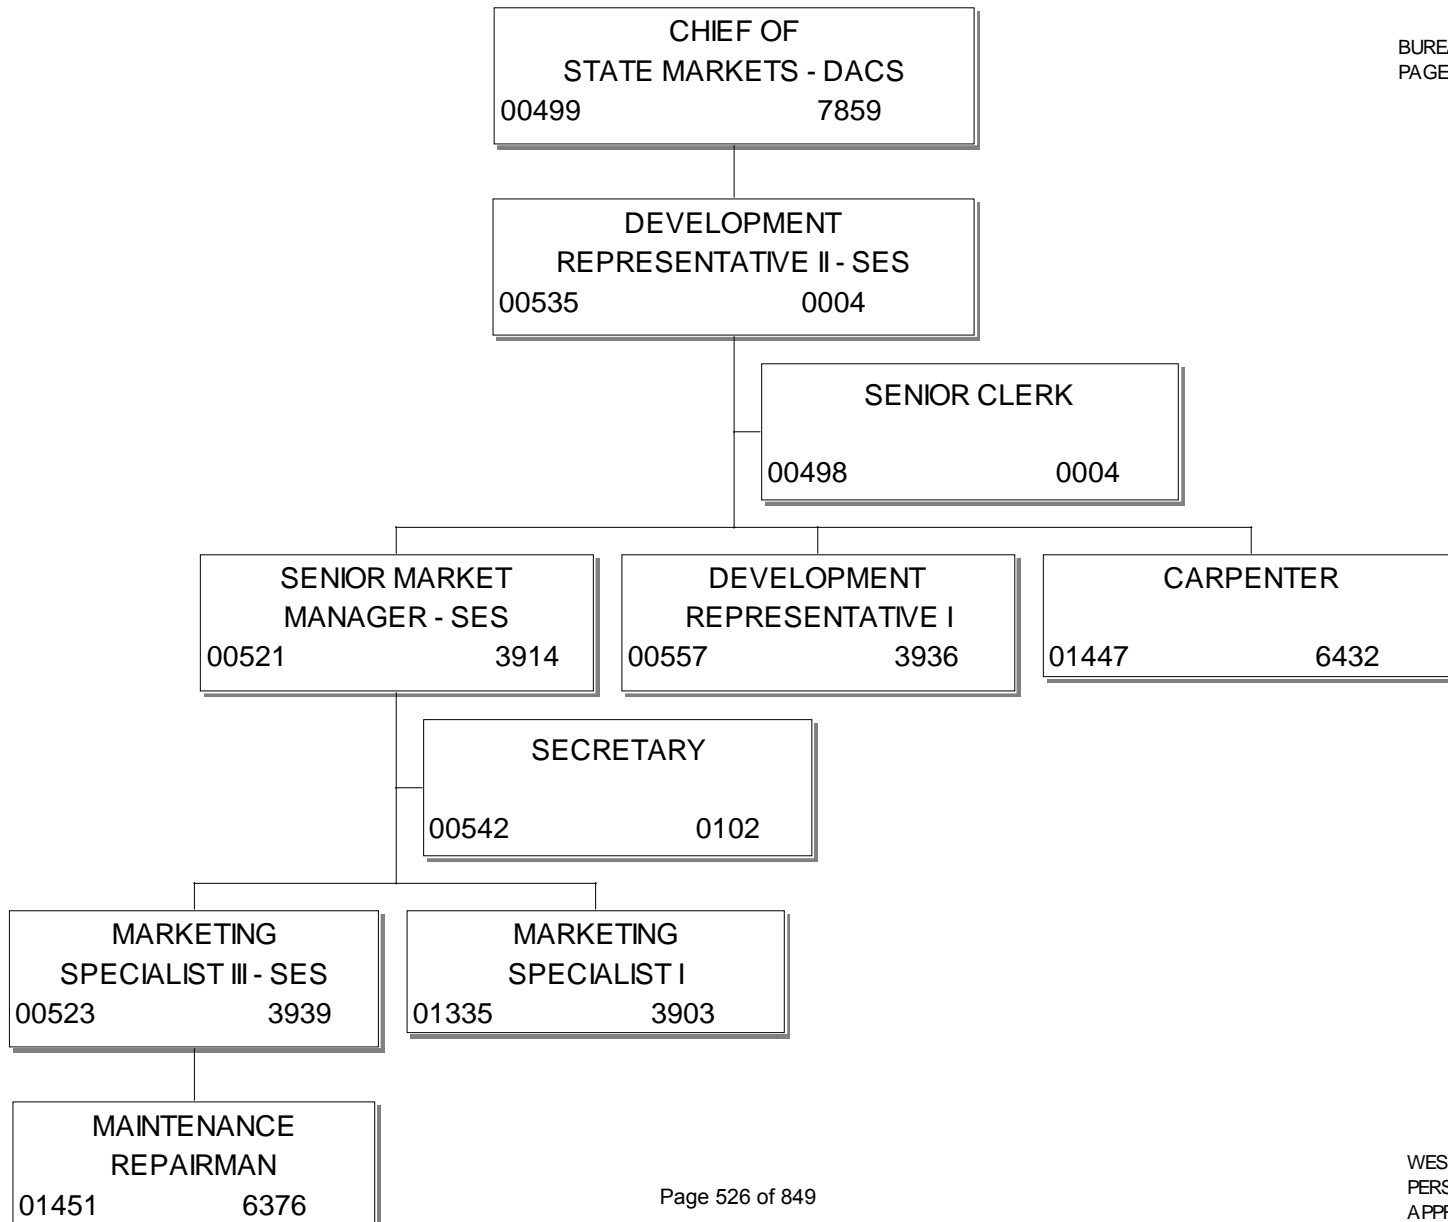 CHIEF OF
STATE MARKETS - DACS
00499 7859
DEVELOPMENT
REPRESENTATIVE II - SES
00535 0004
SENIOR CLERK
00498 0004
SENIOR MARKET
MANAGER - SES
00521 3914
DEVELOPMENT
REPRESENTATIVE I
00557 3936
CARPENTER
01447 6432
SECRETARY
00542 0102
MARKETING
SPECIALIST III - SES
00523 3939
MARKETING
SPECIALIST I
01335 3903
MAINTENANCE
REPAIRMAN
01451 6376
Page 526 of 849
PAGE